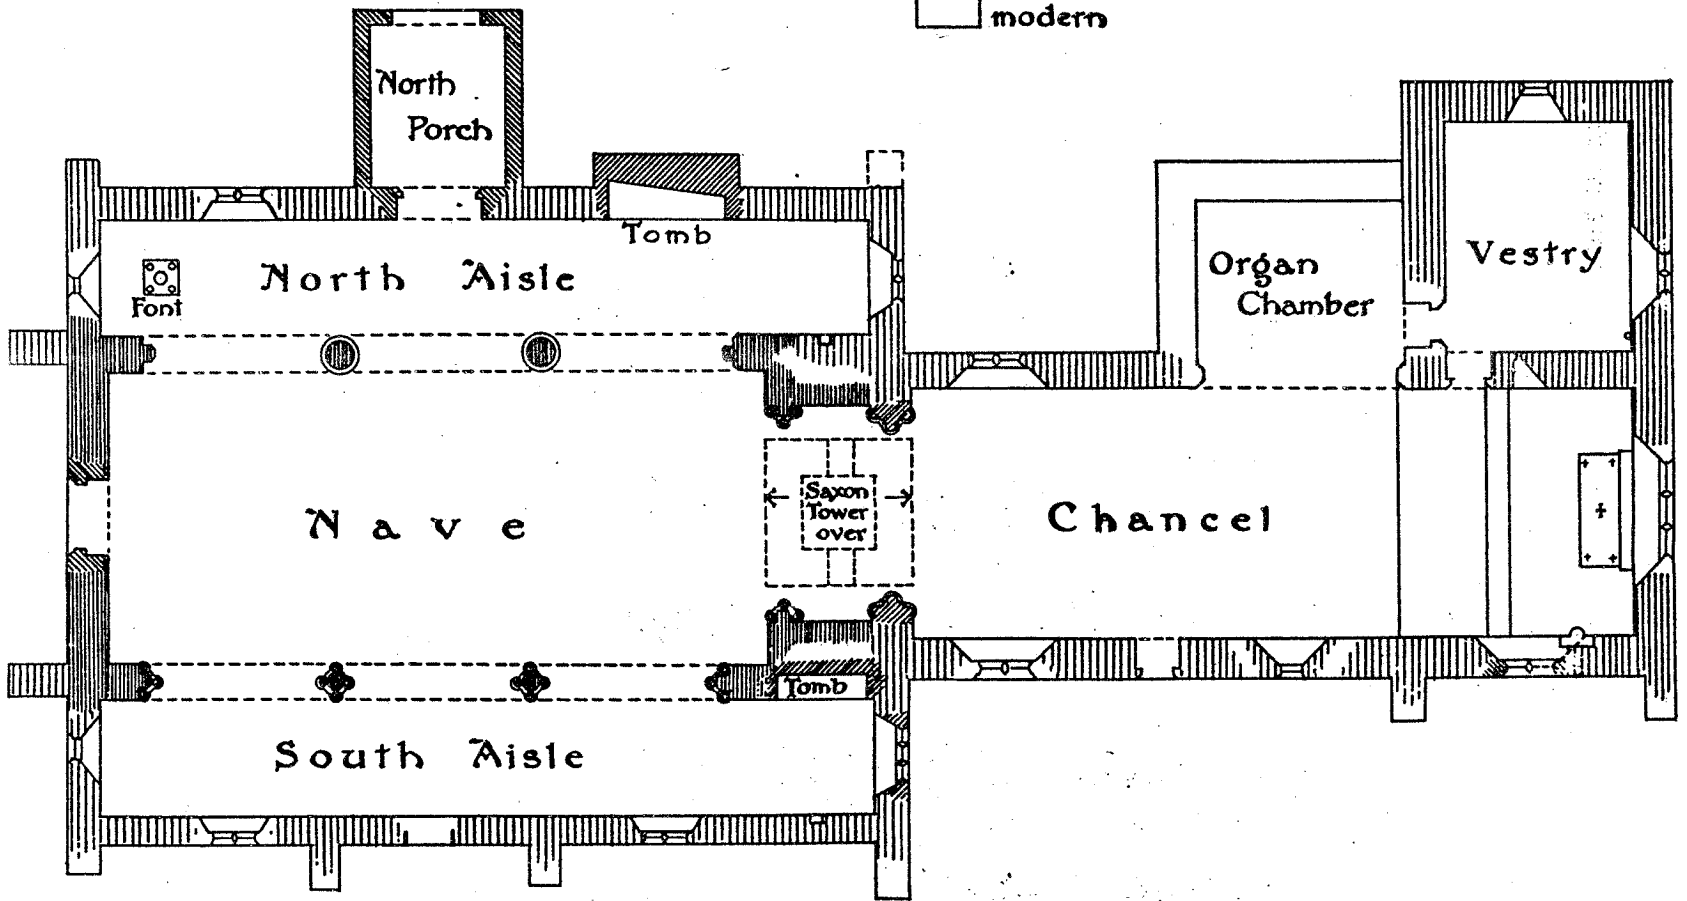 modern
North
Porch
Tomb
North Aisle
Font
Organ
Chamber
Vestry
Nave
Saxon
Tower
over
Chancel
Tomb
South Aisle